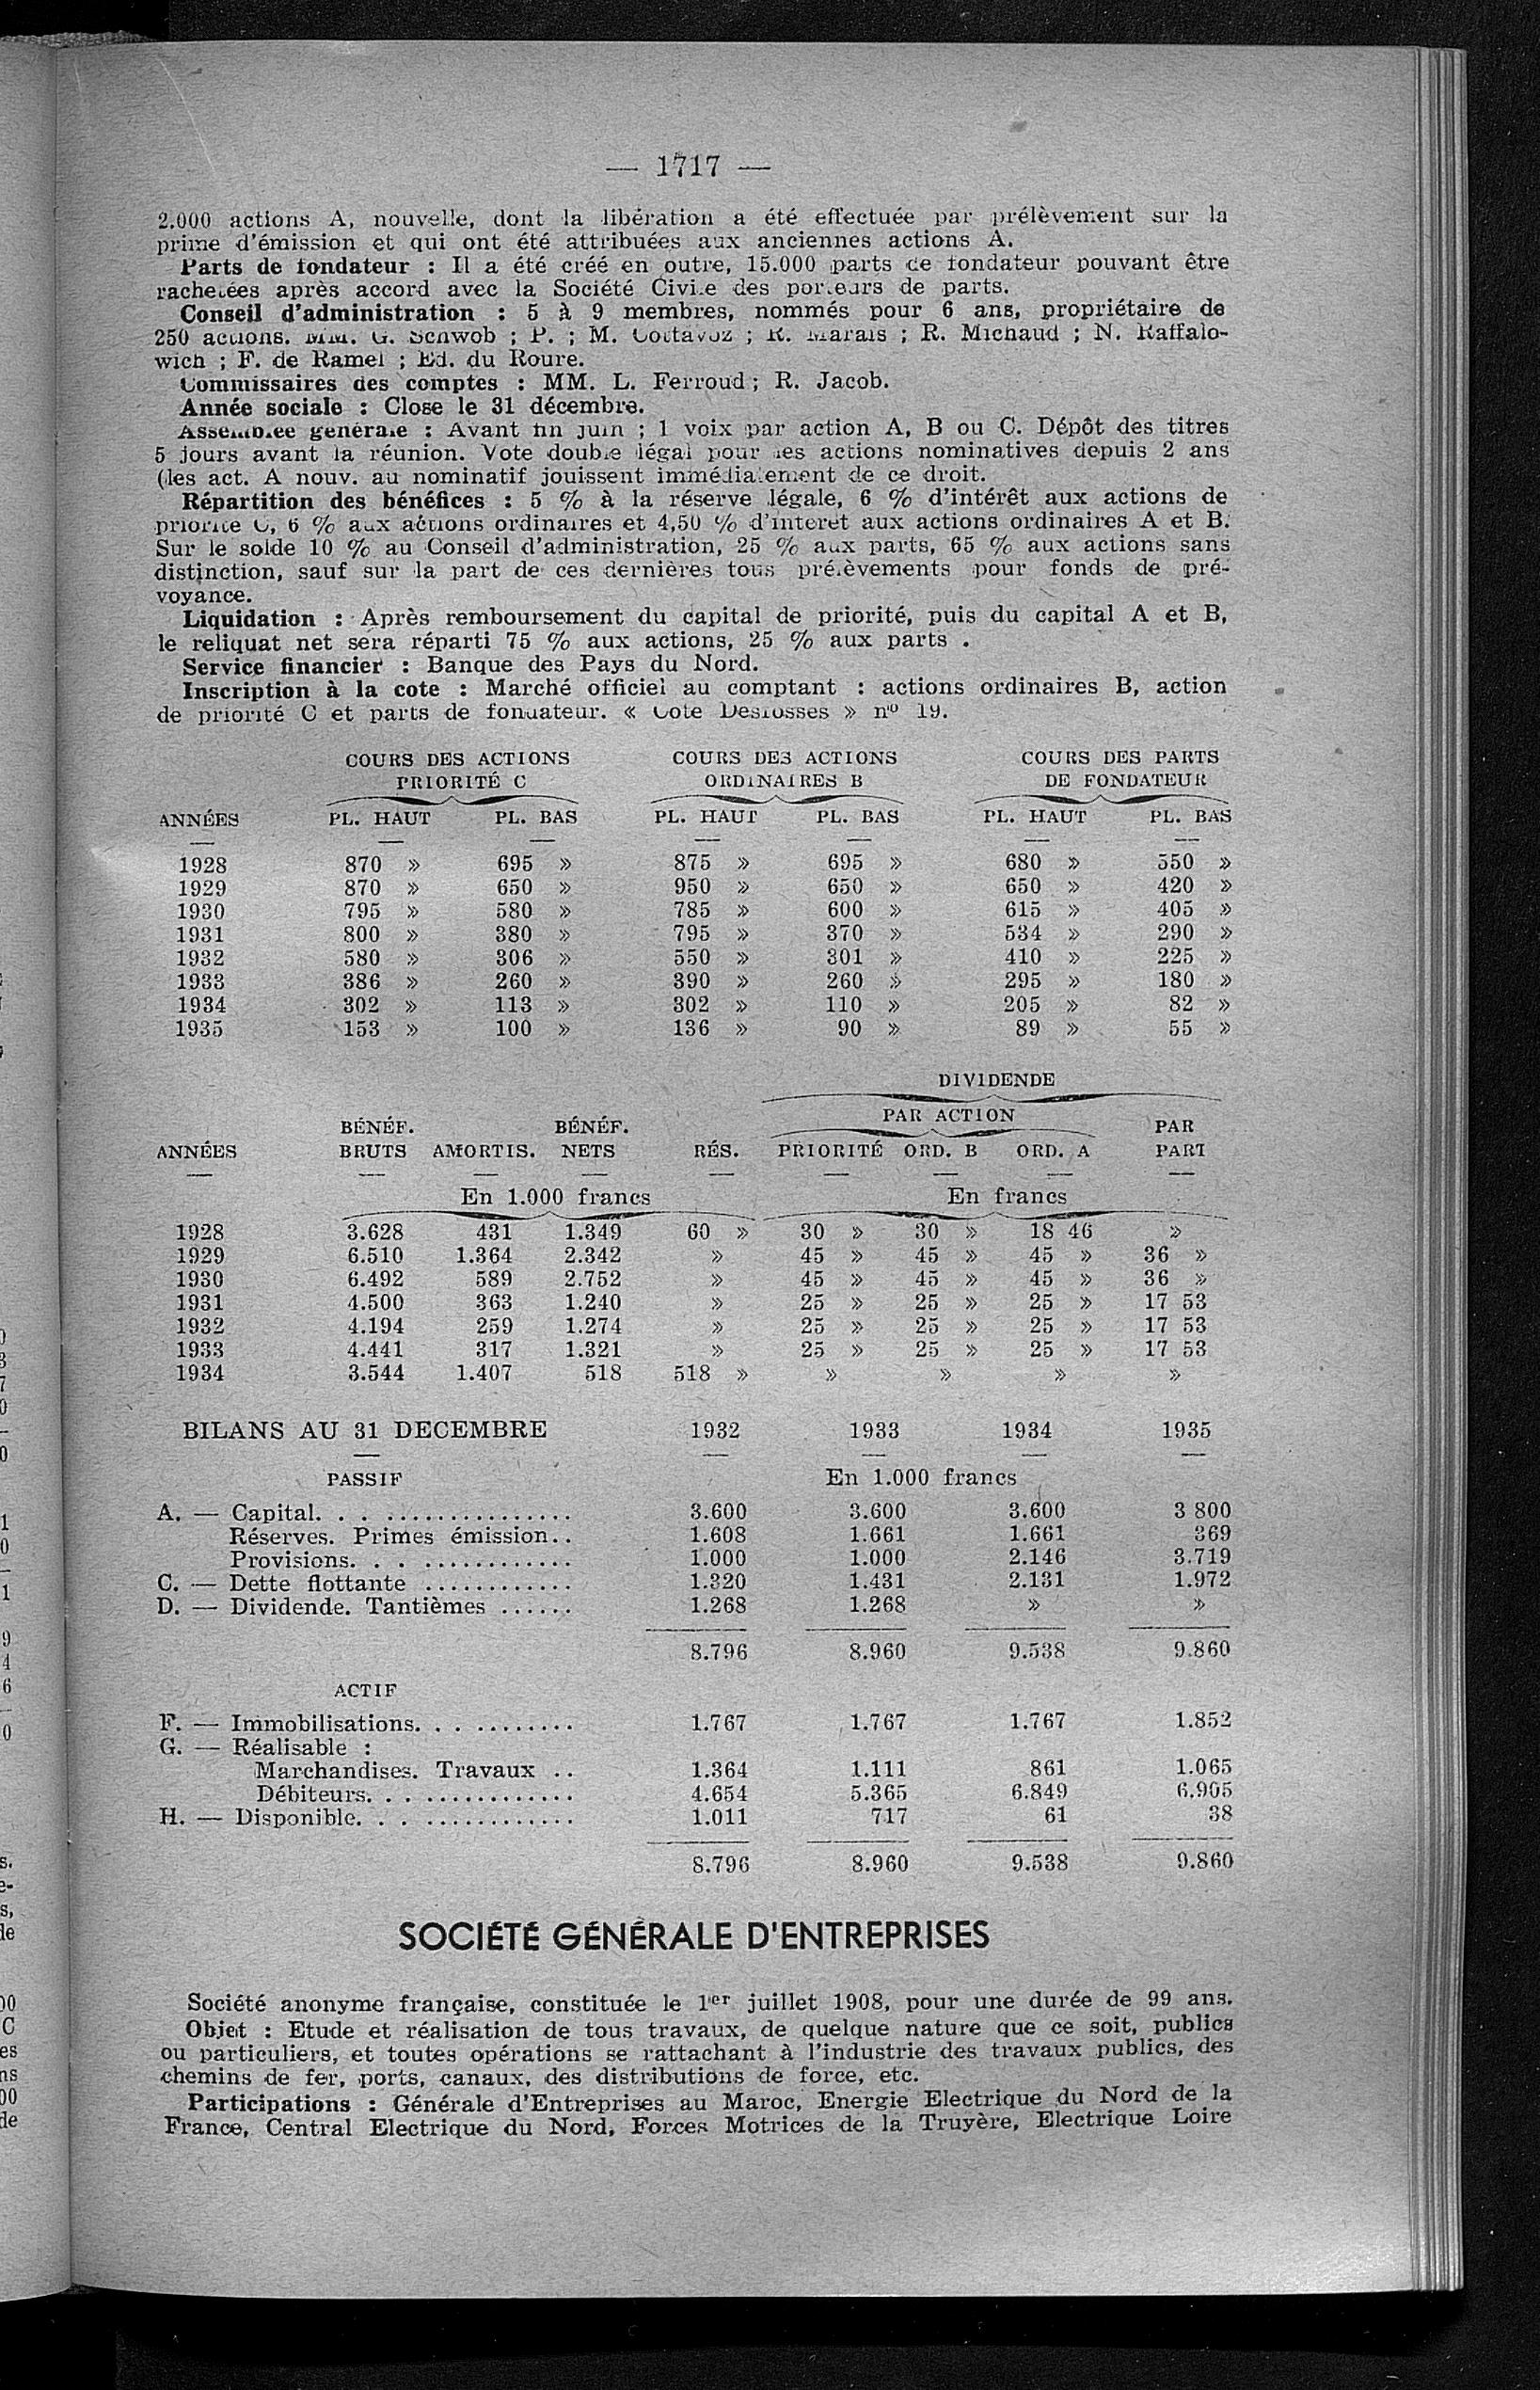 — 1717 —
2.000 actions A, nouvelle, dont la libération a été effectuée par prélèvement sur la
prime d'émission et qui ont été attribuées aux anciennes actions A.
Parts de fondateur : Il a été créé en outre, 15.000 parts de fondateur pouvant être
rachetées après accord avec la Société Civile des porteurs de parts.
Conseil d'administration : 5 à 9 membres, nommés pour 6 ans, propriétaire de
250 actions. MM. G. Schwob ; P. ; M. Cottavoz ; R. Marais ; R. Michaud ; N. Raffalo-
wich ; F. de Ramel ; Ed. du Roure.
Commissaires des comptes : MM. L. Ferroud ; R. Jacob.
Année sociale : Close le 31 décembre.
Assemblée générale : Avant fin juin ; 1 voix par action A, B ou C. Dépôt des titres
5 jours avant la réunion. Vote double légal pour les actions nominatives depuis 2 ans
(les act. A nouv. au nominatif jouissent immédiatement de ce droit.
Répartition des bénéfices : 5 % à la réserve légale, 6 % d'intérêt aux actions de
priorité C, 6 % aux actions ordinaires et 4,50 % d'interet aux actions ordinaires A et B.
Sur le solde 10 % au Conseil d'administration, 25 % aux parts, 65 % aux actions sans
distinction, sauf sur la part de ces dernières tous prélèvements pour fonds de pré-
voyance.
Liquidation : Après remboursement du capital de priorité, puis du capital A et B,
le reliquat net sera réparti 75 % aux actions, 25 % aux parts .
Service financier : Banque des Pays du Nord.
Inscription à la cote : Marché officiel au comptant : actions ordinaires B, action
de priorité C et parts de fondateur. « Cote Desfossés » nº 19.
COURS DES ACTIONS COURS DES ACTIONS COURS DES PARTS
PRIORITÉ C ORDINAIRES B DE FONDATEUR
ANNÉES PL. HAUT PL. BAS PL. HAUT PL. BAS PL. HAUT PL. BAS
1928 870 » 695 » 875 » 695 » 680 » 550 »
1929 870 » 650 » 950 » 650 » 650 » 420 »
1930 795 » 580 » 785 » 600 » 615 » 405 »
1931 800 » 380 » 795 » 370 » 534 » 290 »
1932 580 » 306 » 550 » 301 » 410 » 225 »
1933 386 » 260 » 390 » 260 » 295 » 180 »
1934 302 » 113 » 302 » 110 » 205 » 82 »
1935 153 » 100 » 136 » 90 » 89 » 55 »
DIVIDENDE
PAR ACTION
BÉNÉF. BÉNÉF. PAR
ANNÉES BRUTS AMORTIS. NETS RÉS. PRIORITÉ ORD. B ORD. A PART
En 1.000 francs En francs
1928 3.628 431 1.349 60 » 30 » 30 » 18 46 »
1929 6.510 1.364 2.342 » 45 » 45 » 45 » 36 »
1930 6.492 589 2.752 » 45 » 45 » 45 » 36 »
1931 4.500 363 1.240 » 25 » 25 » 25 » 17 53
1932 4.194 259 1.274 » 25 » 25 » 25 » 17 53
1933 4.441 317 1.321 » 25 » 25 » 25 » 17 53
1934 3.544 1.407 518 518 » » » » »
BILANS AU 31 DECEMBRE 1932 1933 1934 1935
PASSIF En 1.000 francs
A. — Capital. . . ............... 3.600 3.600 3.600 3 800
Réserves. Primes émission.. 1.608 1.661 1.661 369
Provisions. . . ............ 1.000 1.000 2.146 3.719
C. — Dette flottante ............ 1.320 1.431 2.131 1.972
D. — Dividende. Tantièmes ...... 1.268 1.268 » »
8.796 8.960 9.538 9.860
ACTIF
F. — Immobilisations. . . .......... 1.767 1.767 1.767 1.852
G. — Réalisable :
Marchandises. Travaux .. 1.364 1.111 861 1.065
Débiteurs. . . ............. 4.654 5.365 6.849 6.905
H. — Disponible. . . ............ 1.011 717 61 38
8.796 8.960 9.538 9.860
SOCIÉTÉ GÉNÉRALE D'ENTREPRISES
Société anonyme française, constituée le 1er juillet 1908, pour une durée de 99 ans.
Objet : Etude et réalisation de tous travaux, de quelque nature que ce soit, publics
ou particuliers, et toutes opérations se rattachant à l'industrie des travaux publics, des
chemins de fer, ports, canaux, des distributions de force, etc.
Participations : Générale d'Entreprises au Maroc, Energie Electrique du Nord de la
France, Central Electrique du Nord, Forces Motrices de la Truyère, Electrique Loire